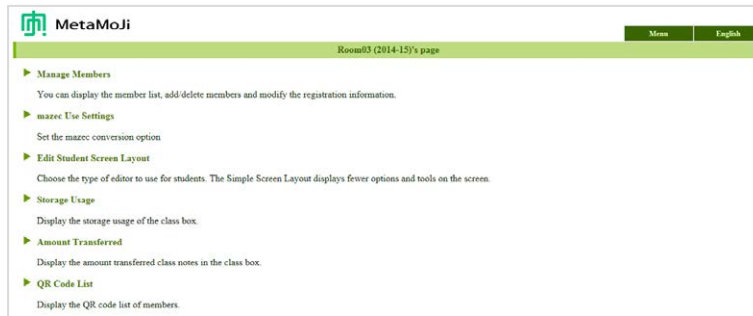 MetaMoJi
Menu English
Room03 (2014-15)'s page
Manage Members
You can display the member list, add/delete members and modify the registration information.
mazec Use Settings
Set the mazec conversion option
Edit Student Screen Layout
Choose the type of editor to use for students. The Simple Screen Layout displays fewer options and tools on the screen.
Storage Usage
Display the storage usage of the class box.
Amount Transferred
Display the amount transferred class notes in the class box.
QR Code List
Display the QR code list of members.